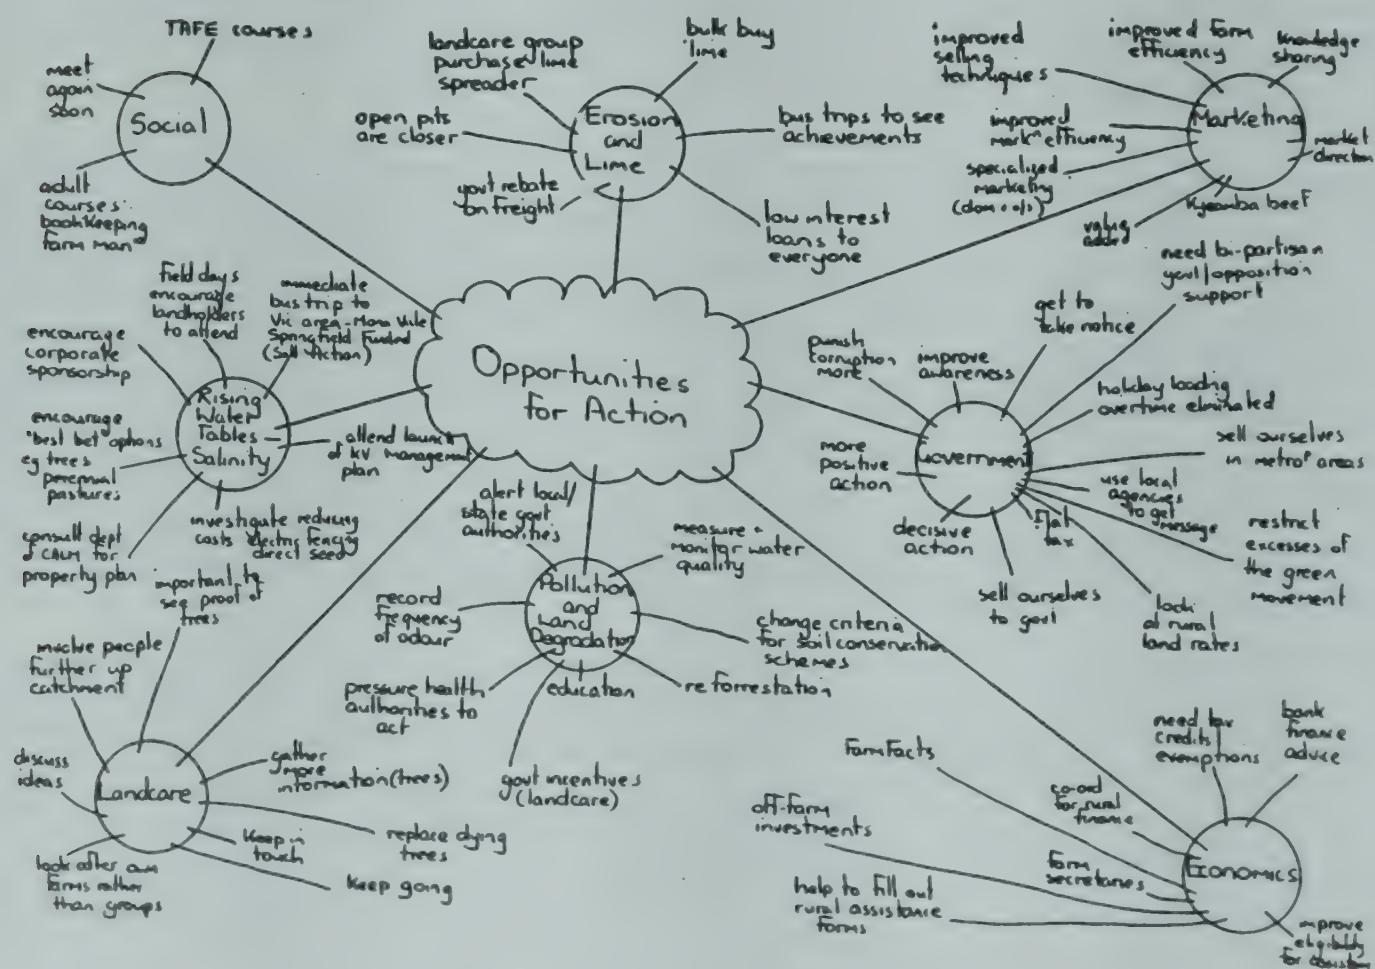 TAFE courses
meet
again
soon
Social
adult
courses:
bookkeeping
farm man
landcare group
purchase lime
spreader
bulk buy
lime
open pits
are closer
Erosion
and
Lime
bus trips to see
achievements
govt rebate
on freight
low interest
loans to
everyone
improved
selling
techniques
improved farm
efficiency
knowledge
sharing
improved
mark efficiency
Marketing
market
direction
specialized
marketing
value
added
Kyeamba beef
field days
encourage
landholders
to attend
immediate
bus trip to
Vic area -
Springfield Funded
(Salt Action)
encourage
corporate
sponsorship
Rising
Water
Tables -
Salinity
encourage
"best bet" options
eg trees
perennial
pastures
attend launch
of KV Management
plan
consult dept
of CALM for
property plan
investigate reducing
costs electric fencing
direct seed
Opportunities
for Action
need bi-partisan
govt/opposition
support
get to
take notice
punish
corruption
more
improve
awareness
holiday loading
overtime eliminated
more
positive
action
Government
sell ourselves
in metro areas
use local
agencies
to get
message
decisive
action
flat
tax
restrict
excesses of
the green
movement
sell ourselves
to govt
look
at rural
land rates
alert local/
state govt
authorities
measure +
monitor water
quality
record
frequency
of odour
Pollution
and
Land
Degradation
change criteria
for soil conservation
schemes
pressure health
authorities to
act
education
reforrestation
govt incentives
(landcare)
important to
see proof of
trees
involve people
further up
catchment
discuss
ideas
Landcare
gather
more
information (trees)
look after own
farms rather
than groups
keep in
touch
replace dying
trees
keep going
Farm Facts
need tax
credits
exemptions
bank
finance
advice
off-farm
investments
co-ord
for rural
finance
Economics
farm
secretaries
help to fill out
rural assistance
forms
improve
eligibility
for